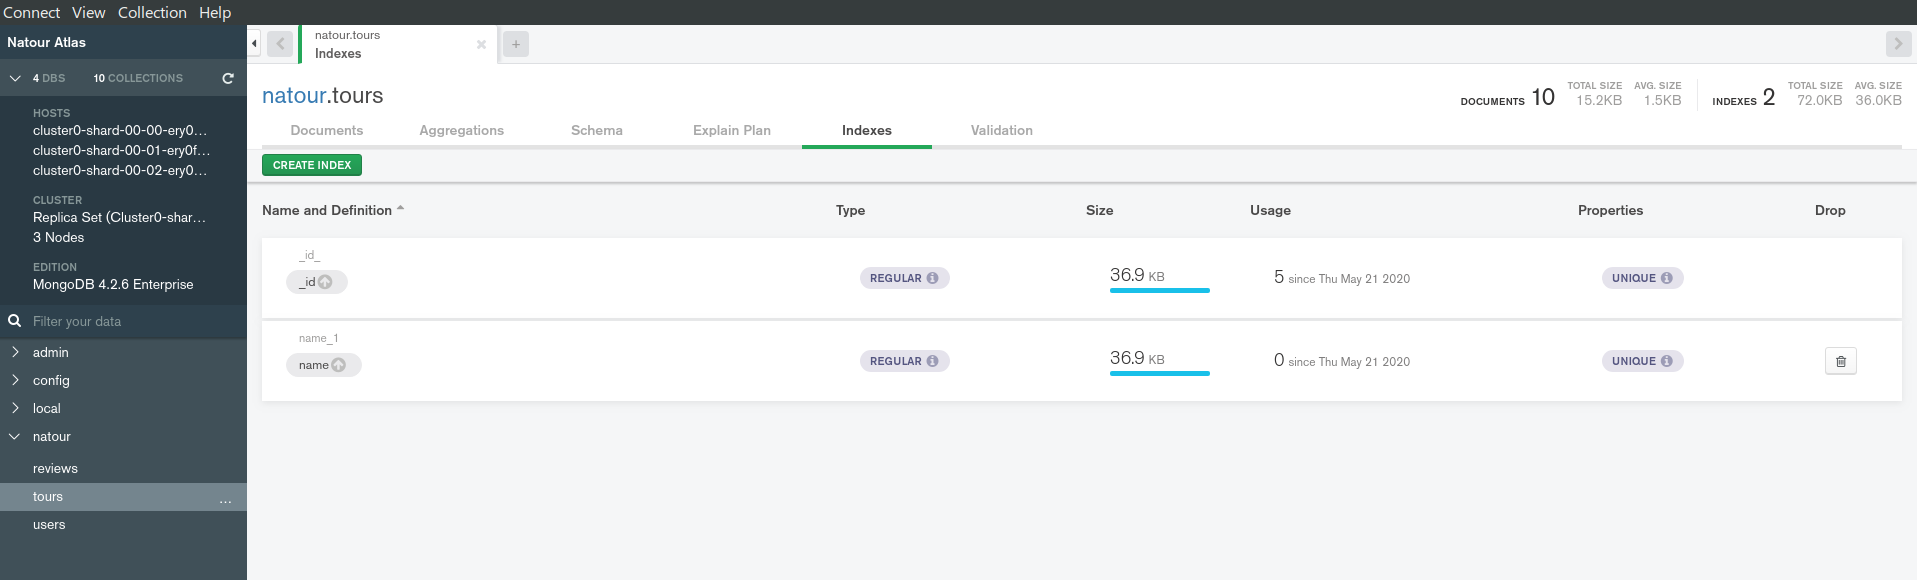 Connect View Collection Help
Natour Atlas
4 DBS 10 COLLECTIONS
HOSTS
cluster0-shard-00-00-ery0...
cluster0-shard-00-01-ery0f...
cluster0-shard-00-02-ery0...
CLUSTER
Replica Set (Cluster0-shar...
3 Nodes
EDITION
MongoDB 4.2.6 Enterprise
Filter your data
admin
config
local
natour
reviews
tours ...
users
natour.tours
Indexes
natour.tours
DOCUMENTS 10 TOTAL SIZE 15.2KB AVG. SIZE 1.5KB INDEXES 2 TOTAL SIZE 72.0KB AVG. SIZE 36.0KB
Documents Aggregations Schema Explain Plan Indexes Validation
CREATE INDEX
Name and Definition Type Size Usage Properties Drop
_id_
_id REGULAR 36.9 KB 5 since Thu May 21 2020 UNIQUE
name_1
name REGULAR 36.9 KB 0 since Thu May 21 2020 UNIQUE